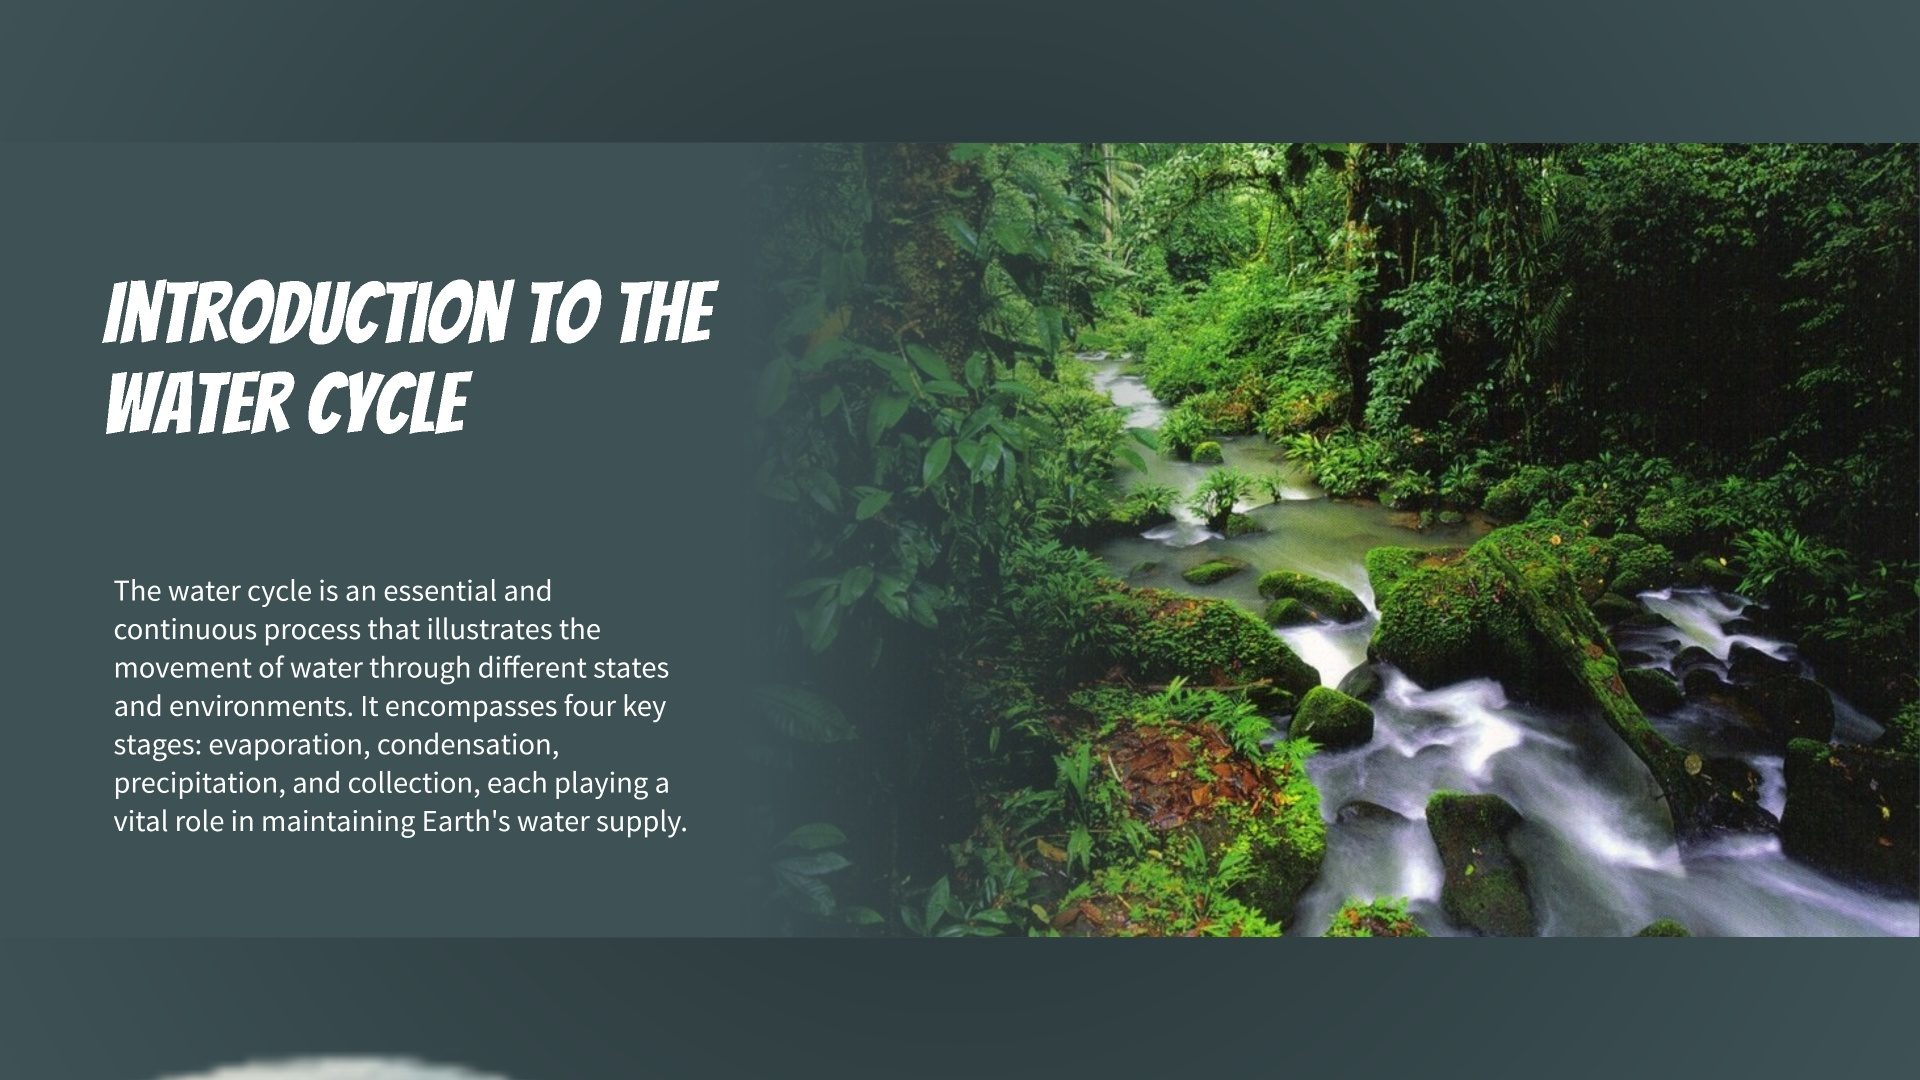 INTRODUCTION TO THE
WATER CYCLE
The water cycle is an essential and
continuous process that illustrates the
movement of water through different states
and environments. It encompasses four key
stages: evaporation, condensation,
precipitation, and collection, each playing a
vital role in maintaining Earth's water supply.